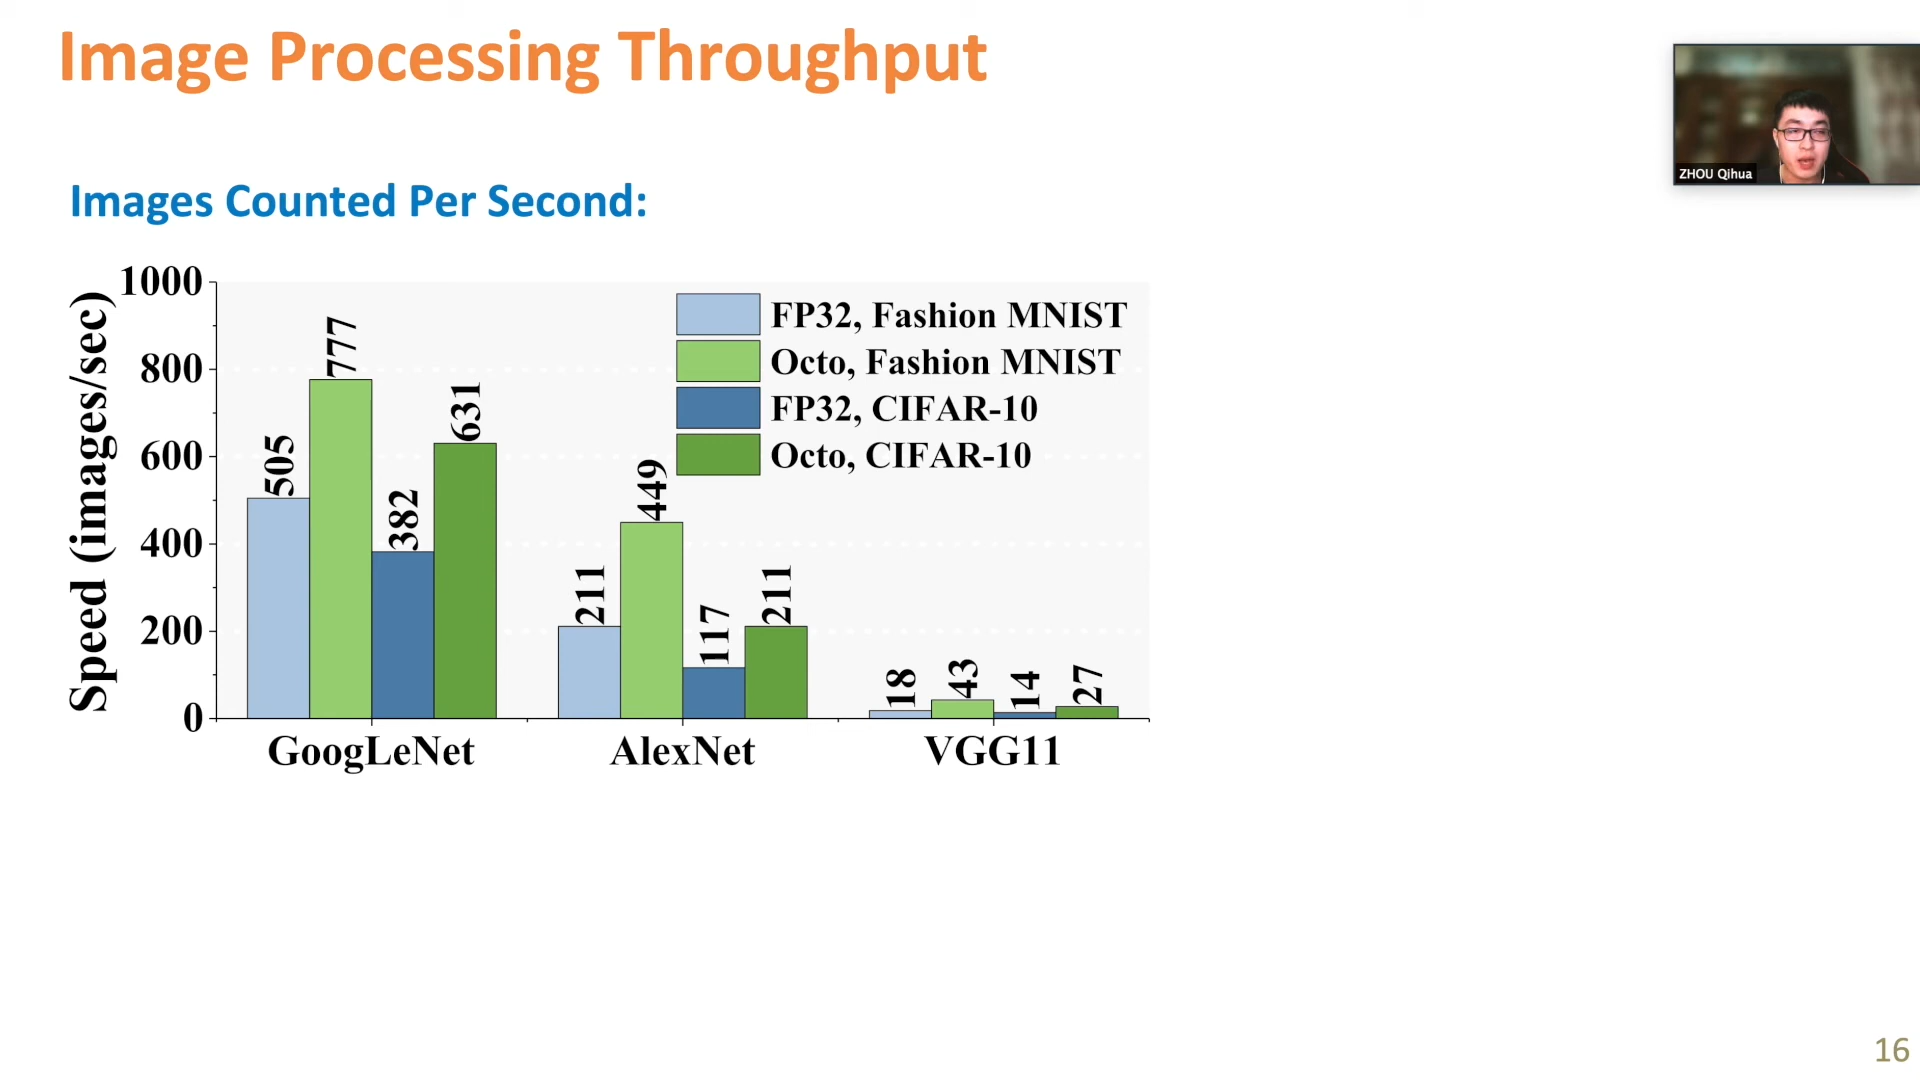 Image Processing Throughput
ZHOU Qihua
Images Counted Per Second:
Speed (images/sec)
1000
800
600
400
200
0
FP32, Fashion MNIST
Octo, Fashion MNIST
FP32, CIFAR-10
Octo, CIFAR-10
505
777
382
631
211
449
117
211
18
43
14
27
GoogLeNet
AlexNet
VGG11
16